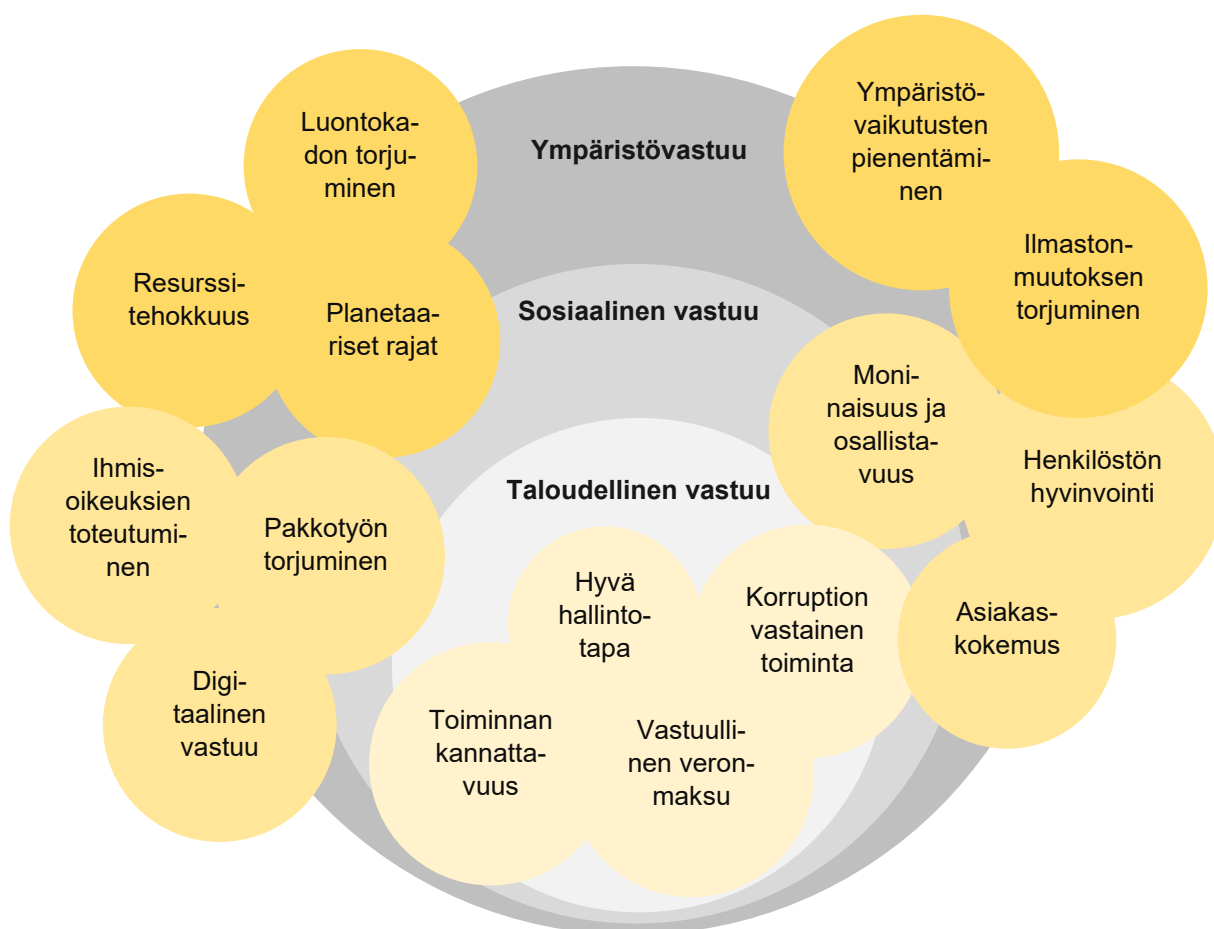 Ympäristövastuu
Luontoka-
don torju-
minen
Resurssi-
tehokkuus
Planetaa-
riset rajat
Ympäristö-
vaikutusten
pienentämi-
nen
Ilmaston-
muutoksen
torjuminen
Sosiaalinen vastuu
Ihmis-
oikeuksien
toteutumi-
nen
Pakkotyön
torjuminen
Digi-
taalinen
vastuu
Moni-
naisuus ja
osallista-
vuus
Henkilöstön
hyvinvointi
Asiakas-
kokemus
Taloudellinen vastuu
Hyvä
hallinto-
tapa
Korruption
vastainen
toiminta
Toiminnan
kannatta-
vuus
Vastuulli-
nen veron-
maksu